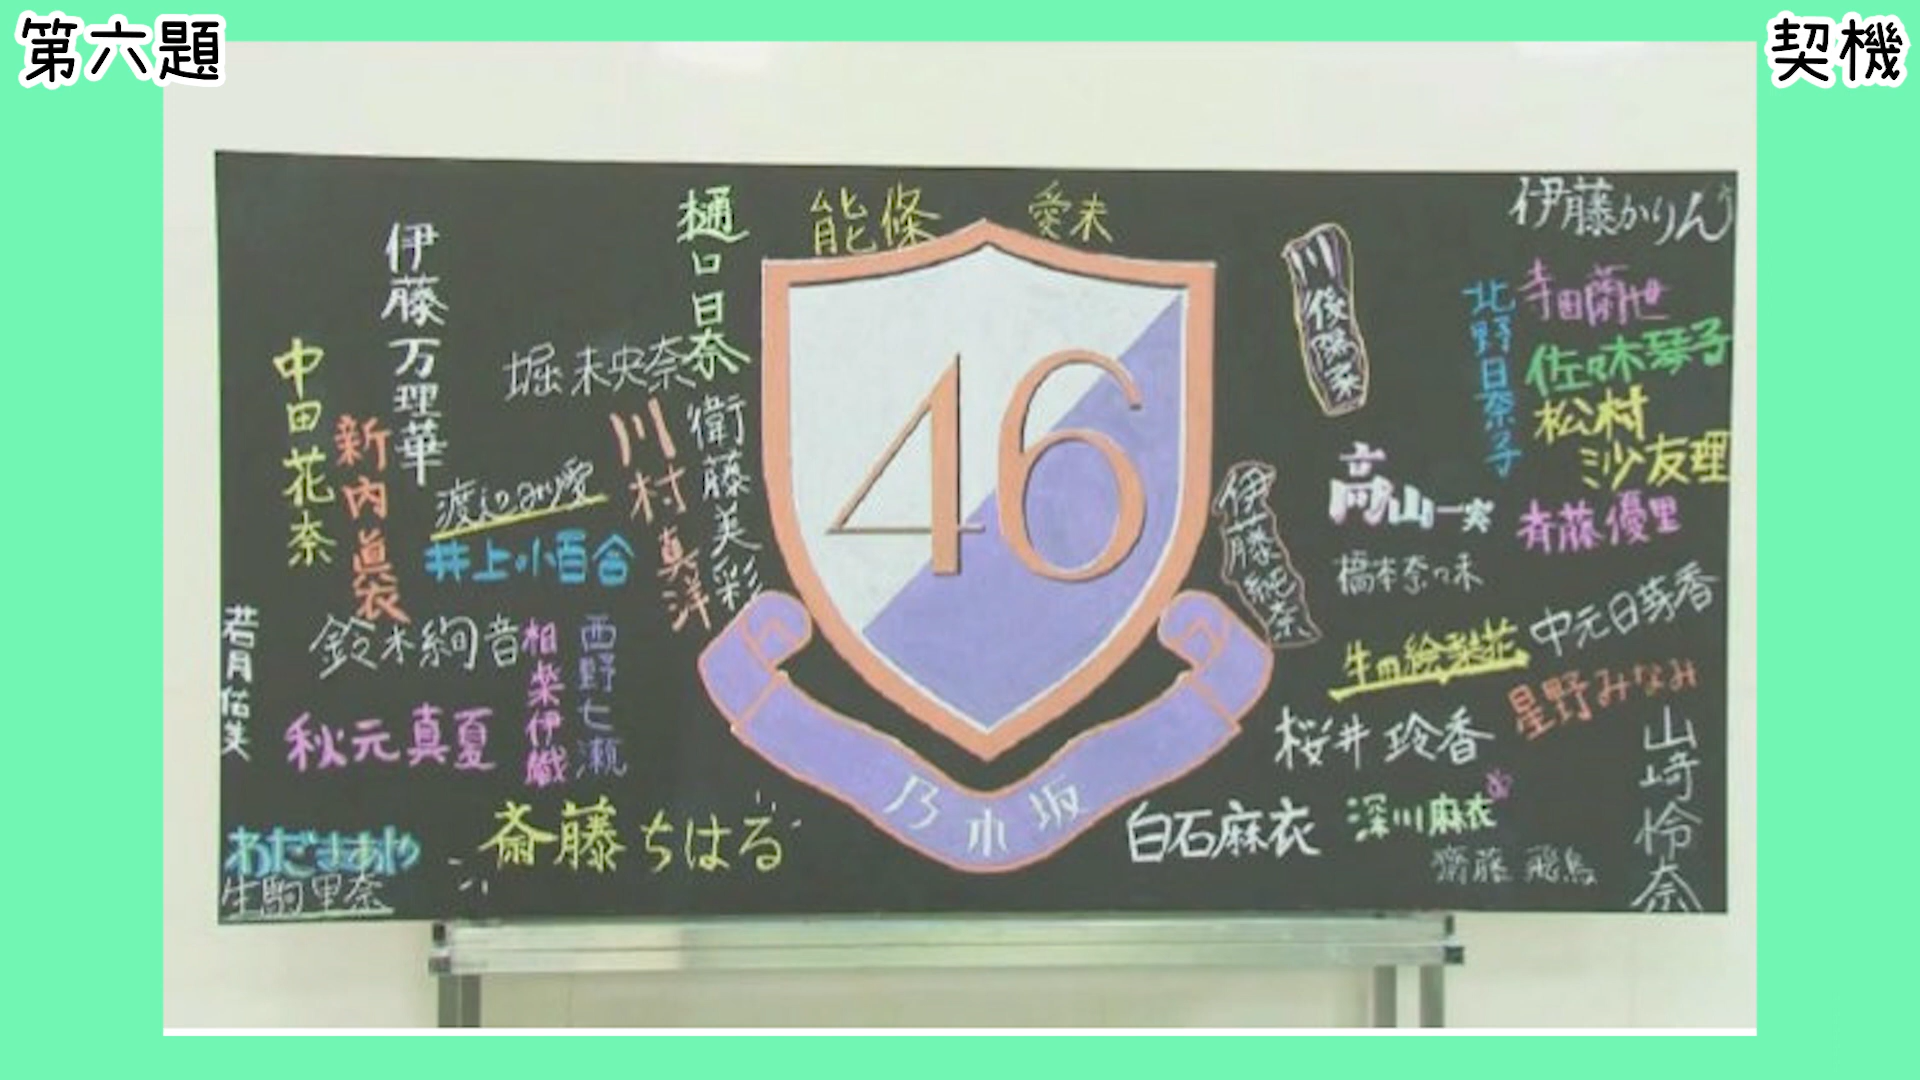 第六題
契機
能條 愛未
樋口日奈
伊藤かりん
伊藤万理華
川後陽菜
寺田蘭世
北野日奈子
佐々木琴子
中田花奈
堀未央奈
松村
沙友理
新内眞衣
川村真洋
衛藤美彩
46
高山一実
渡辺みり愛
伊藤純奈
斉藤優里
井上小百合
橋本奈々未
中元日芽香
若月佑美
鈴木絢音
相楽伊織
西野七瀬
生田絵梨花
星野みなみ
秋元真夏
桜井玲香
山崎怜奈
乃木坂
斎藤ちはる
白石麻衣
深川麻衣
わだまあや
齋藤飛鳥
生駒里奈